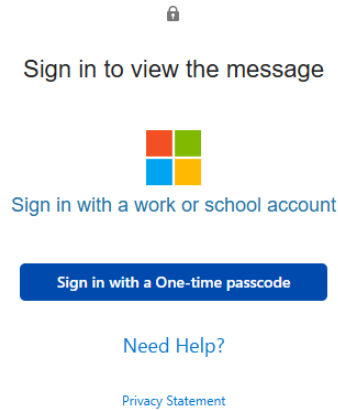 Sign in to view the message
Sign in with a work or school account
Sign in with a One-time passcode
Need Help?
Privacy Statement